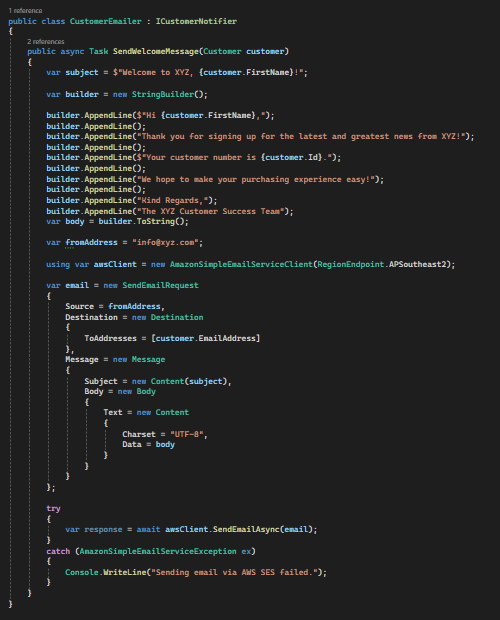 1 reference
public class CustomerEmailer : ICustomerNotifier
{
2 references
public async Task SendWelcomeMessage(Customer customer)
{
var subject = $"Welcome to XYZ, {customer.FirstName}!";
var builder = new StringBuilder();
builder.AppendLine($"Hi {customer.FirstName},");
builder.AppendLine();
builder.AppendLine("Thank you for signing up for the latest and greatest news from XYZ!");
builder.AppendLine();
builder.AppendLine($"Your customer number is {customer.Id}.");
builder.AppendLine();
builder.AppendLine("We hope to make your purchasing experience easy!");
builder.AppendLine();
builder.AppendLine("Kind Regards,");
builder.AppendLine("The XYZ Customer Success Team");
var body = builder.ToString();
var fromAddress = "info@xyz.com";
using var awsClient = new AmazonSimpleEmailServiceClient(RegionEndpoint.APSoutheast2);
var email = new SendEmailRequest
{
Source = fromAddress,
Destination = new Destination
{
ToAddresses = [customer.EmailAddress]
},
Message = new Message
{
Subject = new Content(subject),
Body = new Body
{
Text = new Content
{
Charset = "UTF-8",
Data = body
}
}
}
};
try
{
var response = await awsClient.SendEmailAsync(email);
}
catch (AmazonSimpleEmailServiceException ex)
{
Console.WriteLine("Sending email via AWS SES failed.");
}
}
}